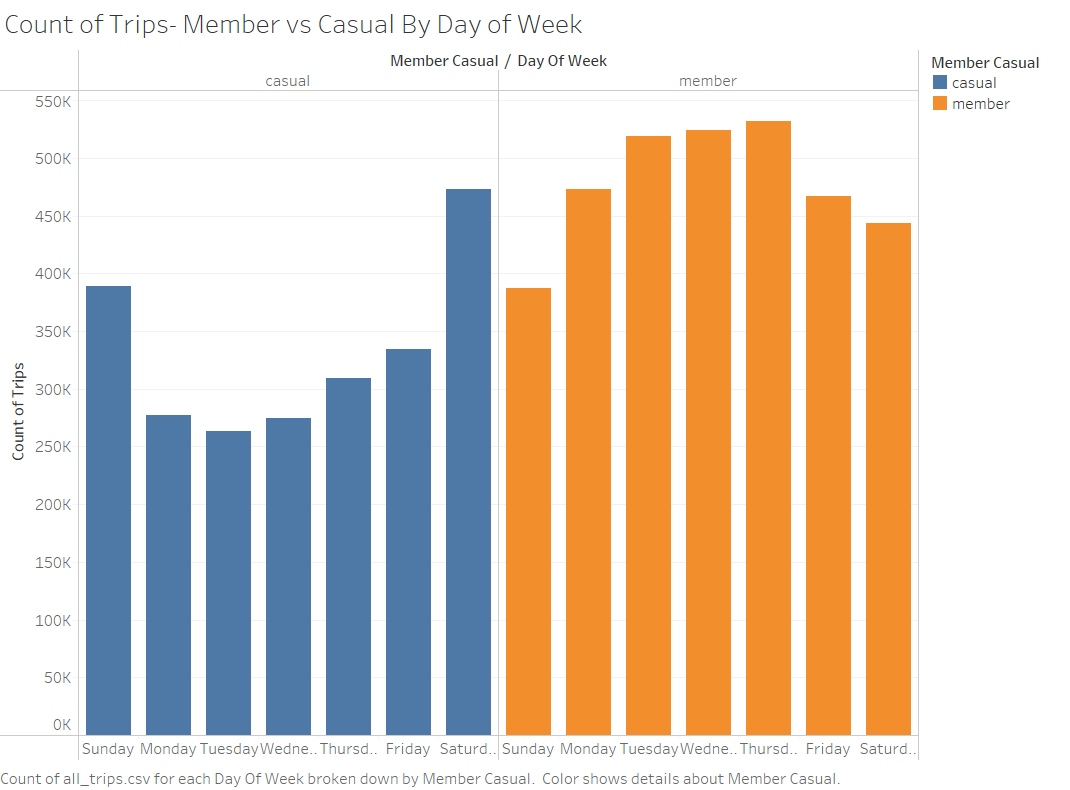 Count of Trips- Member vs Casual By Day of Week
Member Casual / Day Of Week
casual
member
Member Casual
casual
member
550K
500K
450K
400K
350K
300K
250K
200K
150K
100K
50K
0K
Count of Trips
Sunday Monday Tuesday Wedne.. Thursd.. Friday Saturd.. Sunday Monday Tuesday Wedne.. Thursd.. Friday Saturd..
Count of all_trips.csv for each Day Of Week broken down by Member Casual. Color shows details about Member Casual.